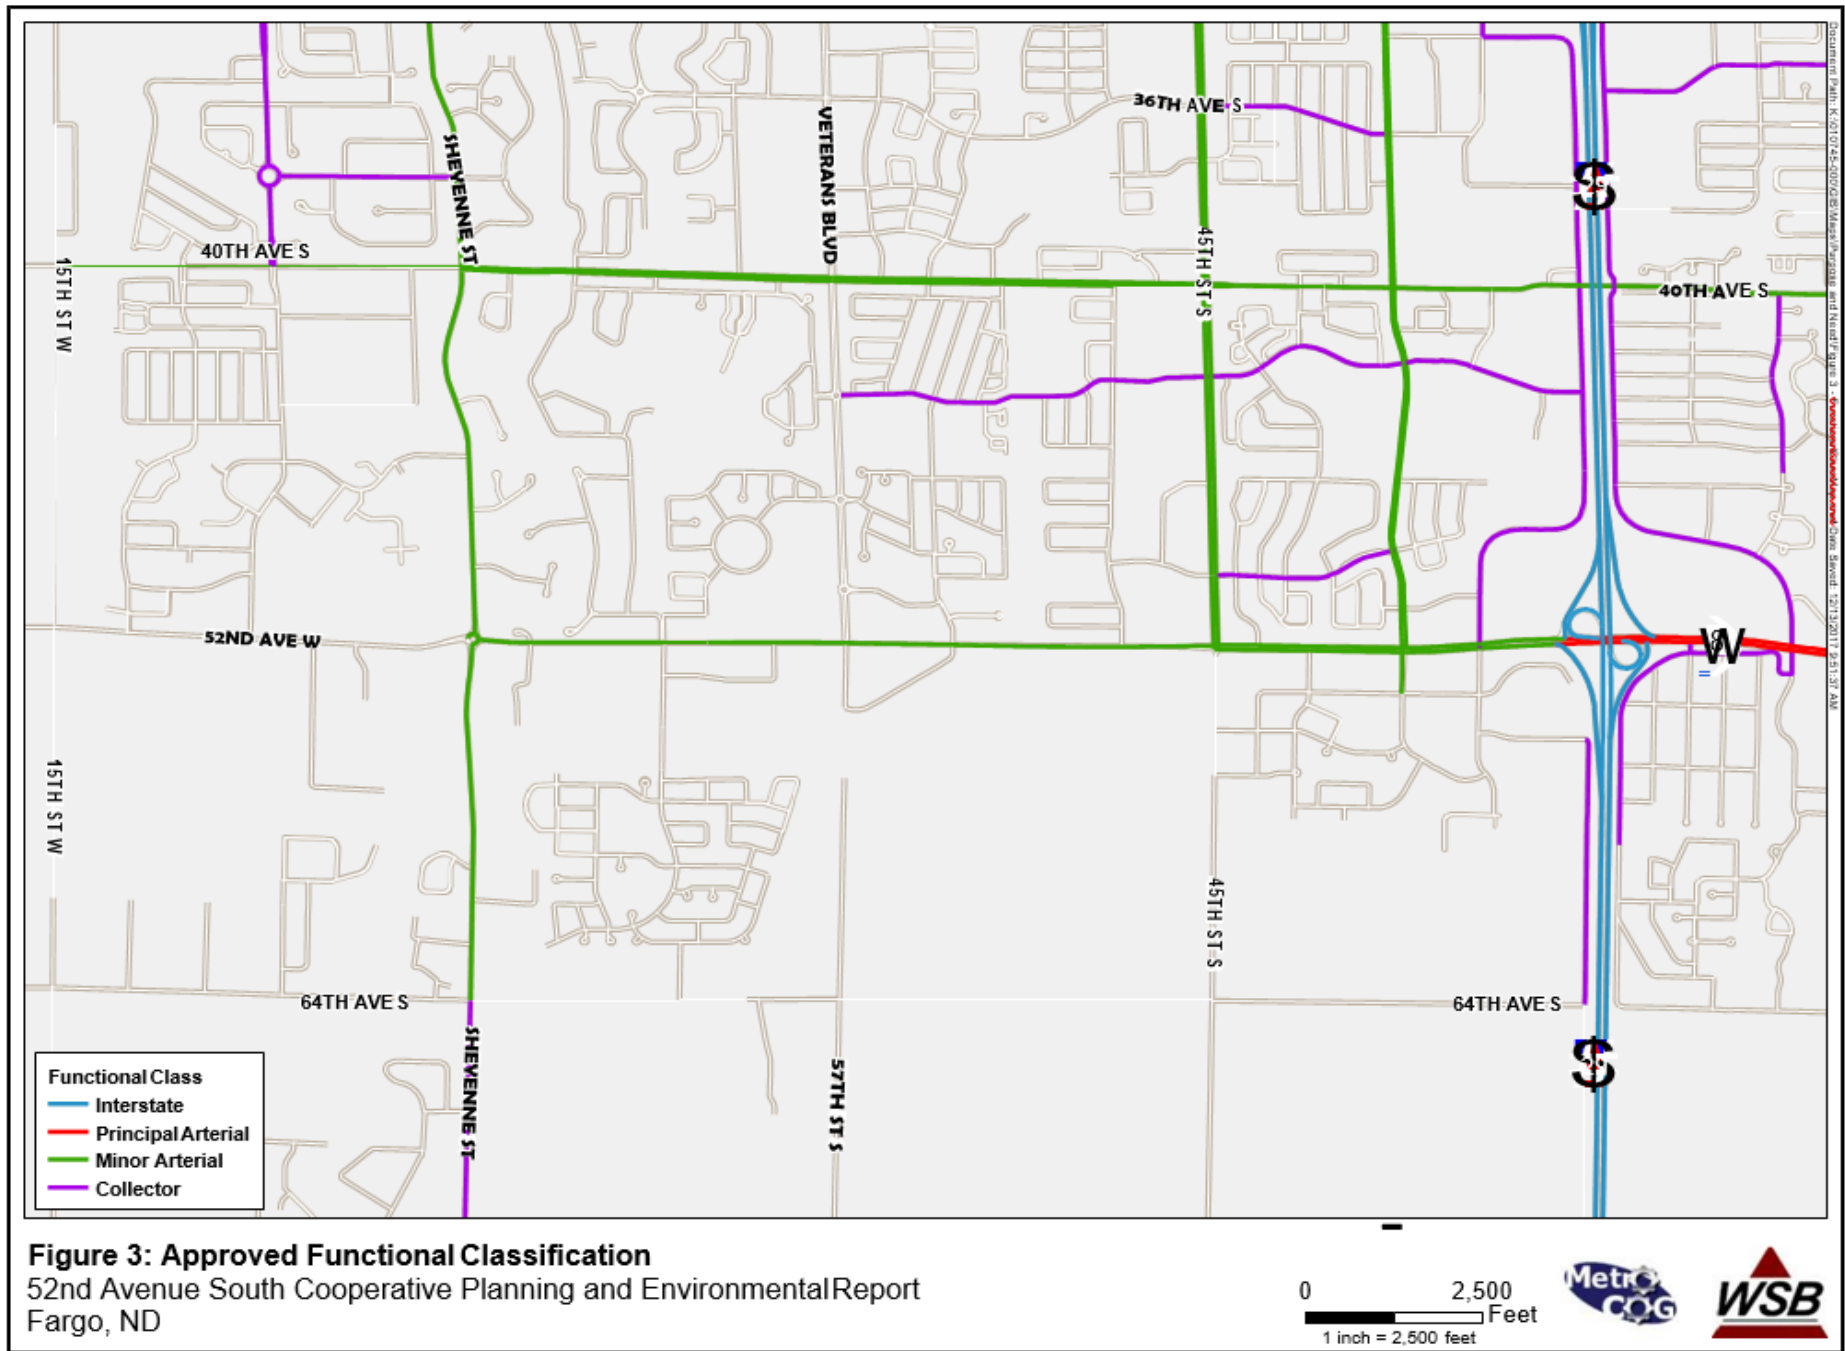 36TH AVE S
SHEYENNE ST
VETERANS BLVD
40TH AVE S
15TH ST W
45TH ST S
40TH AVE S
52ND AVE W
15TH ST W
45TH ST S
64TH AVE S
64TH AVE S
SHEYENNE ST
57TH ST S
Functional Class
Interstate
Principal Arterial
Minor Arterial
Collector
Figure 3: Approved Functional Classification
52nd Avenue South Cooperative Planning and Environmental Report
Fargo, ND
0 2,500
Feet
1 inch = 2,500 feet
Metro COG
WSB